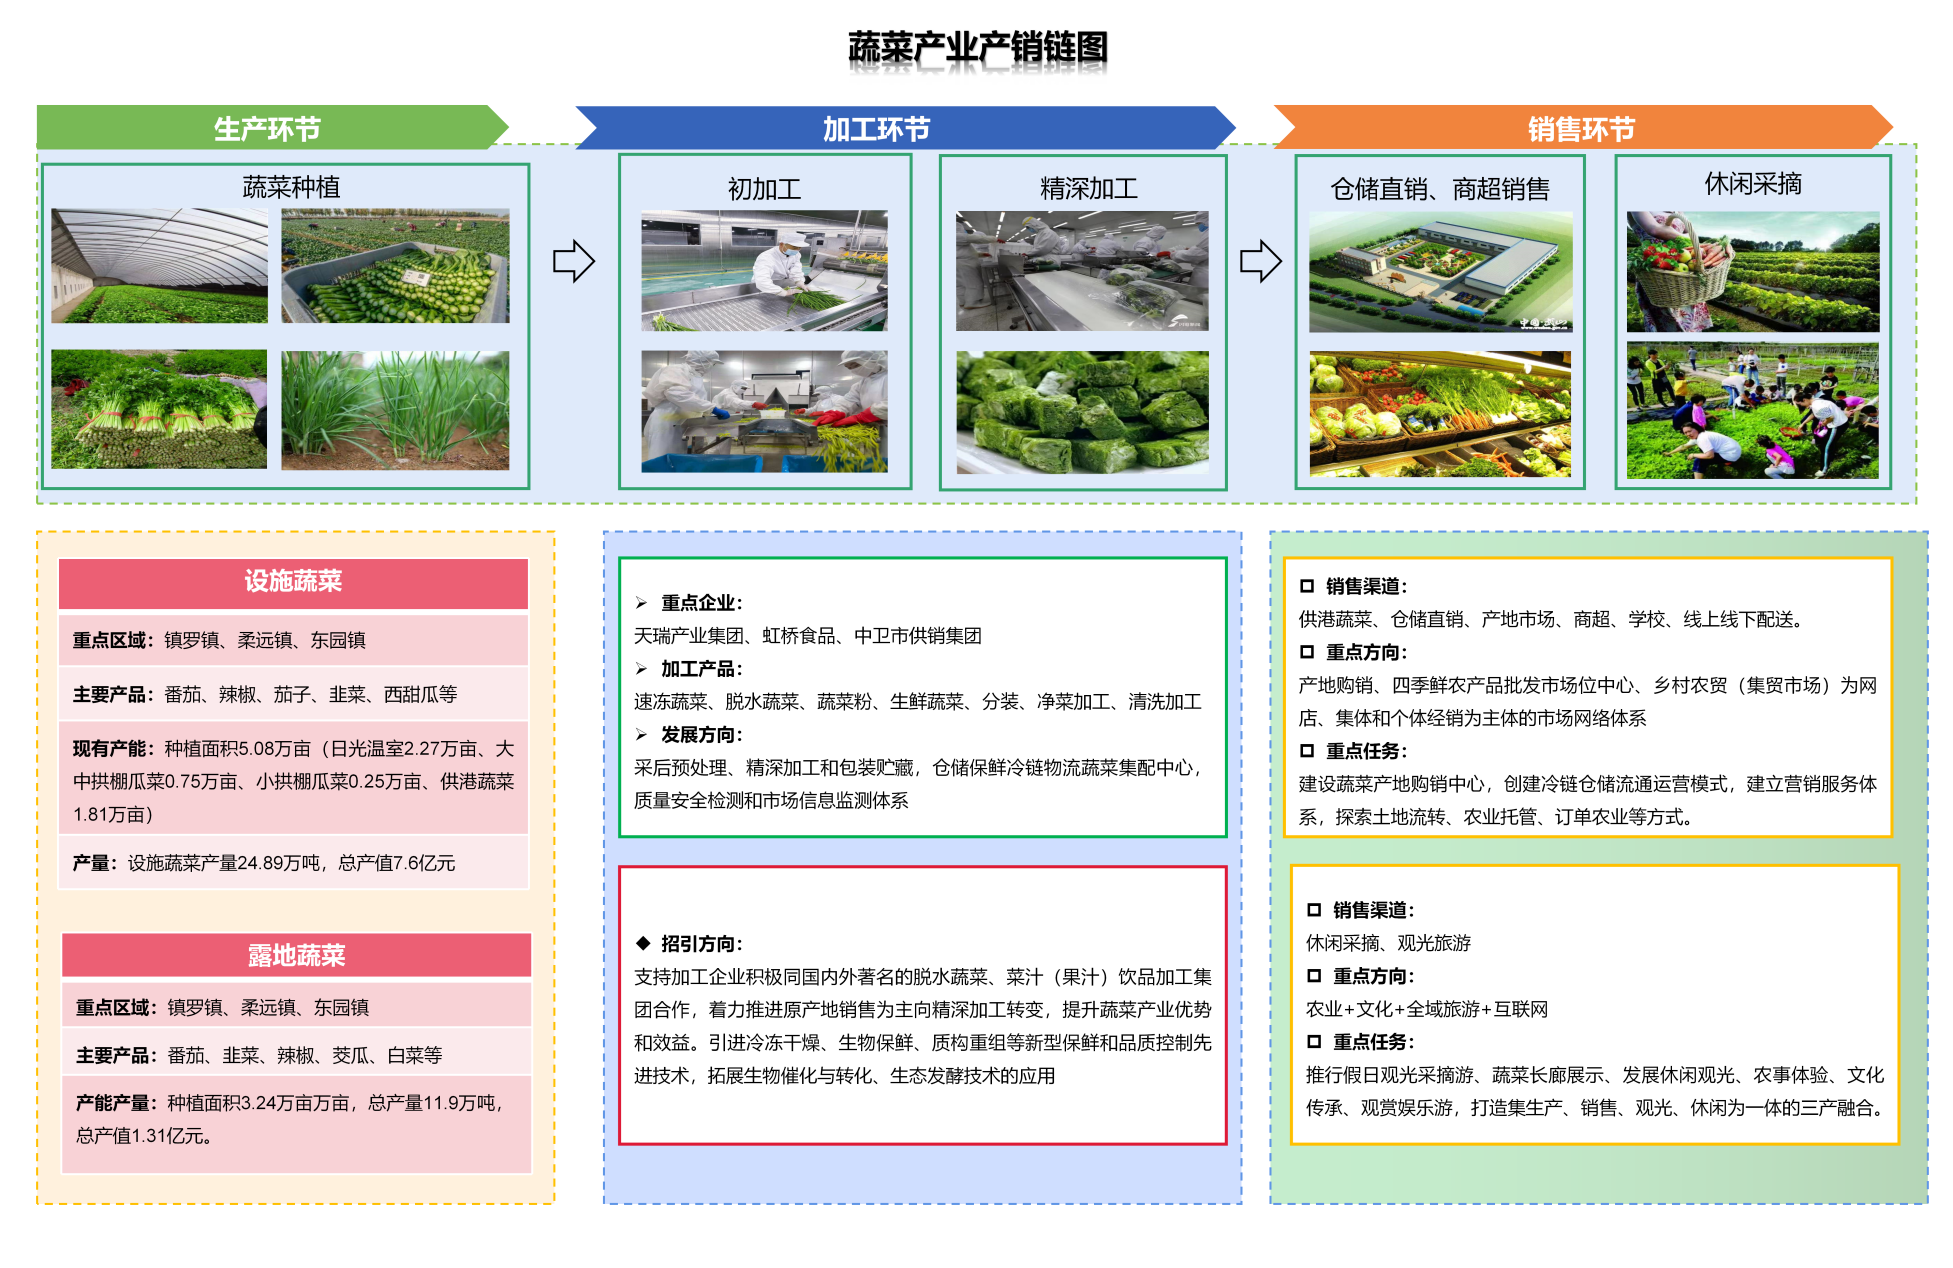 蔬菜产业产销链图
生产环节
加工环节
销售环节
蔬菜种植
初加工
精深加工
仓储直销、商超销售
休闲采摘
设施蔬菜
重点区域：镇罗镇、柔远镇、东园镇
主要产品：番茄、辣椒、茄子、韭菜、西甜瓜等
现有产能：种植面积5.08万亩（日光温室2.27万亩、大
中拱棚瓜菜0.75万亩、小拱棚瓜菜0.25万亩、供港蔬菜
1.81万亩）
产量：设施蔬菜产量24.89万吨，总产值7.6亿元
露地蔬菜
重点区域：镇罗镇、柔远镇、东园镇
主要产品：番茄、韭菜、辣椒、茭瓜、白菜等
产能产量：种植面积3.24万亩万亩，总产量11.9万吨，
总产值1.31亿元。
➢ 重点企业：
天瑞产业集团、虹桥食品、中卫市供销集团
➢ 加工产品：
速冻蔬菜、脱水蔬菜、蔬菜粉、生鲜蔬菜、分装、净菜加工、清洗加工
➢ 发展方向：
采后预处理、精深加工和包装贮藏，仓储保鲜冷链物流蔬菜集配中心，
质量安全检测和市场信息监测体系
◆ 招引方向：
支持加工企业积极同国内外著名的脱水蔬菜、菜汁（果汁）饮品加工集
团合作，着力推进原产地销售为主向精深加工转变，提升蔬菜产业优势
和效益。引进冷冻干燥、生物保鲜、质构重组等新型保鲜和品质控制先
进技术，拓展生物催化与转化、生态发酵技术的应用
□ 销售渠道：
供港蔬菜、仓储直销、产地市场、商超、学校、线上线下配送。
□ 重点方向：
产地购销、四季鲜农产品批发市场位中心、乡村农贸（集贸市场）为网
店、集体和个体经销为主体的市场网络体系
□ 重点任务：
建设蔬菜产地购销中心，创建冷链仓储流通运营模式，建立营销服务体
系，探索土地流转、农业托管、订单农业等方式。
□ 销售渠道：
休闲采摘、观光旅游
□ 重点方向：
农业+文化+全域旅游+互联网
□ 重点任务：
推行假日观光采摘游、蔬菜长廊展示、发展休闲观光、农事体验、文化
传承、观赏娱乐游，打造集生产、销售、观光、休闲为一体的三产融合。